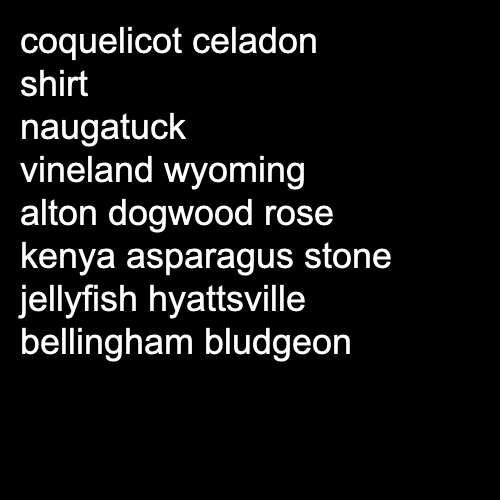 coquelicot celadon
shirt
naugatuck
vineland wyoming
alton dogwood rose
kenya asparagus stone
jellyfish hyattsville
bellingham bludgeon